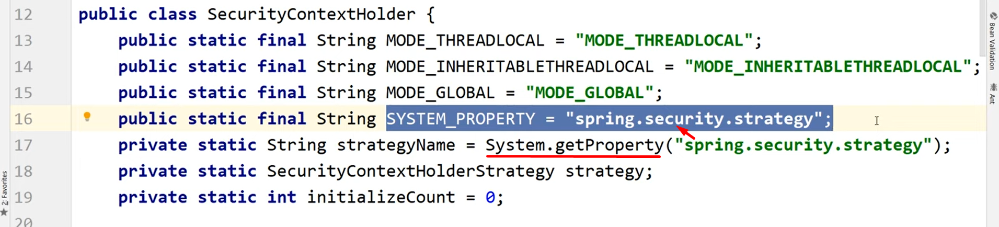 12 public class SecurityContextHolder {
13 public static final String MODE_THREADLOCAL = "MODE_THREADLOCAL";
14 public static final String MODE_INHERITABLETHREADLOCAL = "MODE_INHERITABLETHREADLOCAL";
15 public static final String MODE_GLOBAL = "MODE_GLOBAL";
16 public static final String SYSTEM_PROPERTY = "spring.security.strategy";
17 private static String strategyName = System.getProperty("spring.security.strategy");
18 private static SecurityContextHolderStrategy strategy;
19 private static int initializeCount = 0;
20
2: Favorites
Bean Validation
Ant